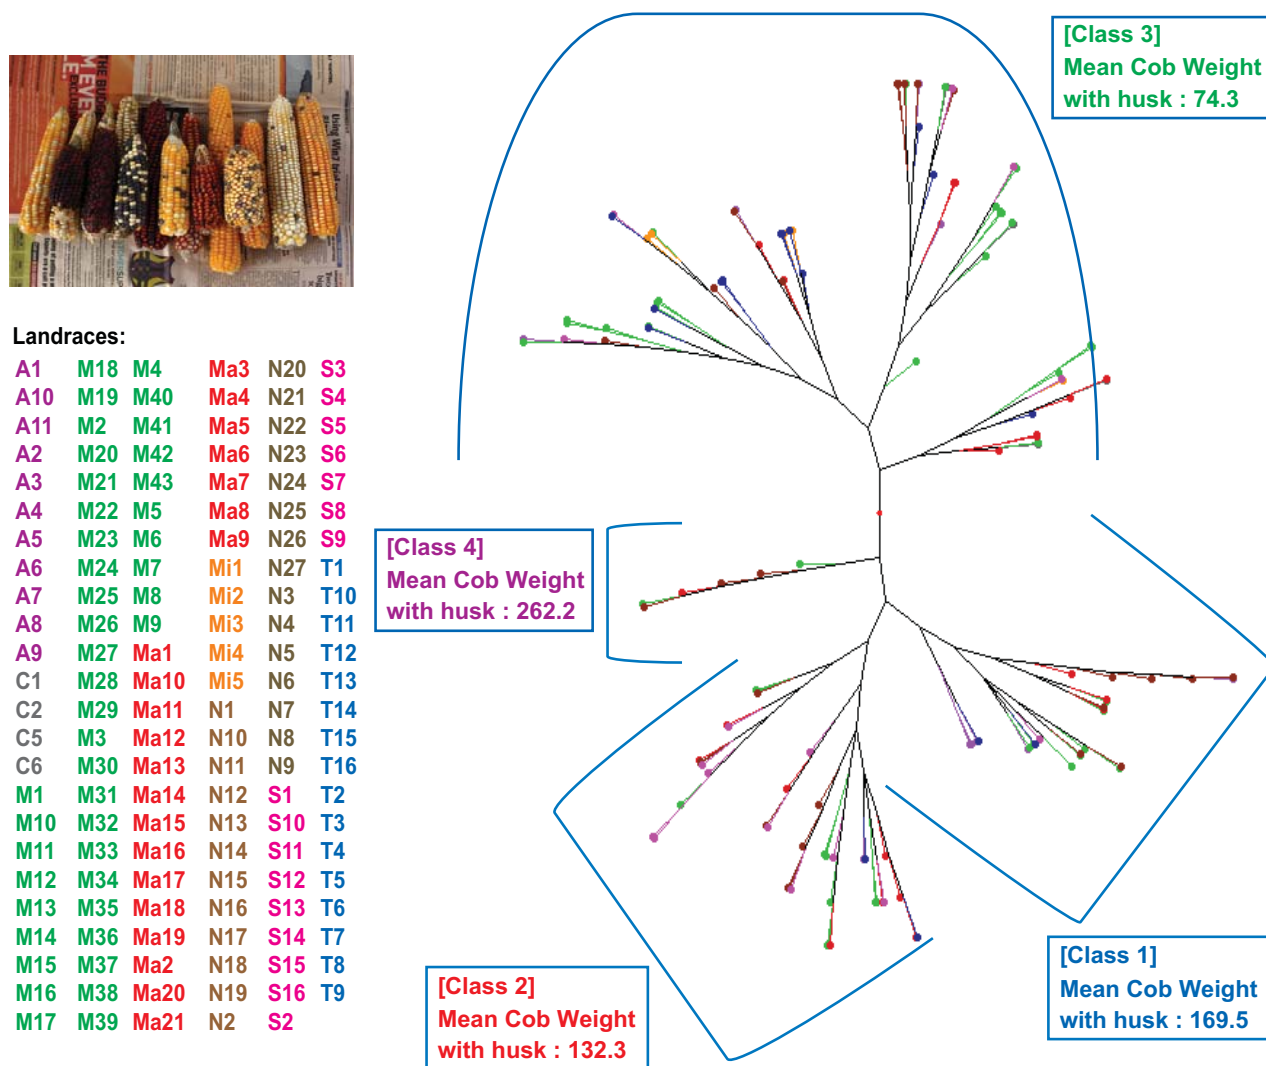 [Class 3]
Mean Cob Weight
with husk : 74.3
THE BUDG
M EVE
LE.
Using Win7 trial
Landraces:
A1 M18 M4 Ma3 N20 S3
A10 M19 M40 Ma4 N21 S4
A11 M2 M41 Ma5 N22 S5
A2 M20 M42 Ma6 N23 S6
A3 M21 M43 Ma7 N24 S7
A4 M22 M5 Ma8 N25 S8
A5 M23 M6 Ma9 N26 S9
A6 M24 M7 Mi1 N27 T1
A7 M25 M8 Mi2 N3 T10
A8 M26 M9 Mi3 N4 T11
A9 M27 Ma1 Mi4 N5 T12
C1 M28 Ma10 Mi5 N6 T13
C2 M29 Ma11 N1 N7 T14
C5 M3 Ma12 N10 N8 T15
C6 M30 Ma13 N11 N9 T16
M1 M31 Ma14 N12 S1 T2
M10 M32 Ma15 N13 S10 T3
M11 M33 Ma16 N14 S11 T4
M12 M34 Ma17 N15 S12 T5
M13 M35 Ma18 N16 S13 T6
M14 M36 Ma19 N17 S14 T7
M15 M37 Ma2 N18 S15 T8
M16 M38 Ma20 N19 S16 T9
M17 M39 Ma21 N2 S2
[Class 4]
Mean Cob Weight
with husk : 262.2
[Class 2]
Mean Cob Weight
with husk : 132.3
[Class 1]
Mean Cob Weight
with husk : 169.5